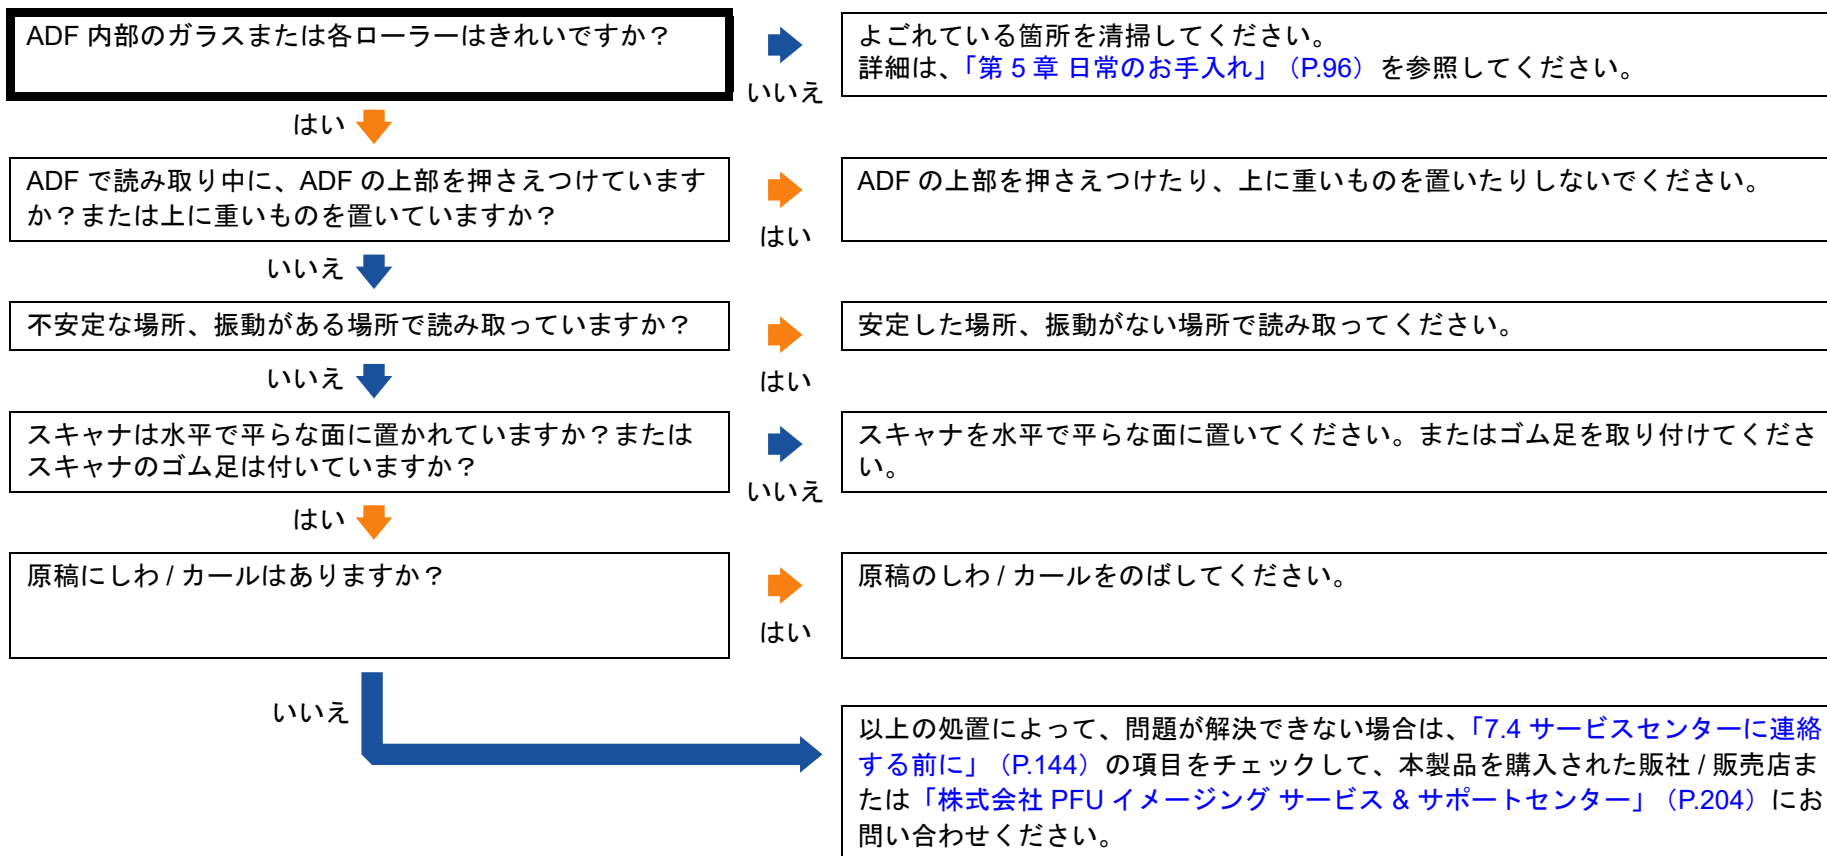 ADF 内部のガラスまたは各ローラーはきれいですか？
いいえ
よごれている箇所を清掃してください。
詳細は、「第 5 章 日常のお手入れ」（P.96）を参照してください。
はい
ADF で読み取り中に、ADF の上部を押さえつけています
か？または上に重いものを置いていますか？
はい
ADF の上部を押さえつけたり、上に重いものを置いたりしないでください。
いいえ
不安定な場所、振動がある場所で読み取っていますか？
はい
安定した場所、振動がない場所で読み取ってください。
いいえ
スキャナは水平で平らな面に置かれていますか？または
スキャナのゴム足は付いていますか？
いいえ
スキャナを水平で平らな面に置いてください。またはゴム足を取り付けてくださ
い。
はい
原稿にしわ / カールはありますか？
はい
原稿のしわ / カールをのばしてください。
いいえ
以上の処置によって、問題が解決できない場合は、「7.4 サービスセンターに連絡
する前に」（P.144）の項目をチェックして、本製品を購入された販社 / 販売店ま
たは「株式会社 PFU イメージング サービス & サポートセンター」（P.204）にお
問い合わせください。